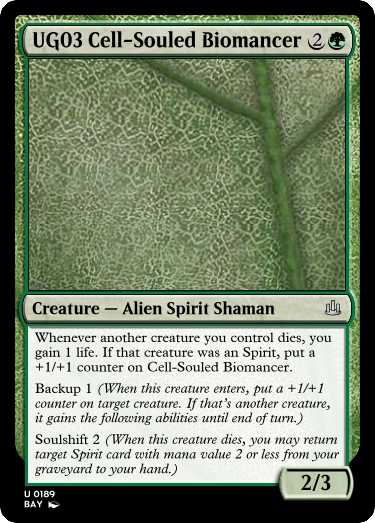 UG03 Cell-Souled Biomancer 2
Creature — Alien Spirit Shaman
Whenever another creature you control dies, you
gain 1 life. If that creature was an Spirit, put a
+1/+1 counter on Cell-Souled Biomancer.
Backup 1 (When this creature enters, put a +1/+1
counter on target creature. If that's another creature,
it gains the following abilities until end of turn.)
Soulshift 2 (When this creature dies, you may return
target Spirit card with mana value 2 or less from your
graveyard to your hand.)
2/3
U 0189
BAY